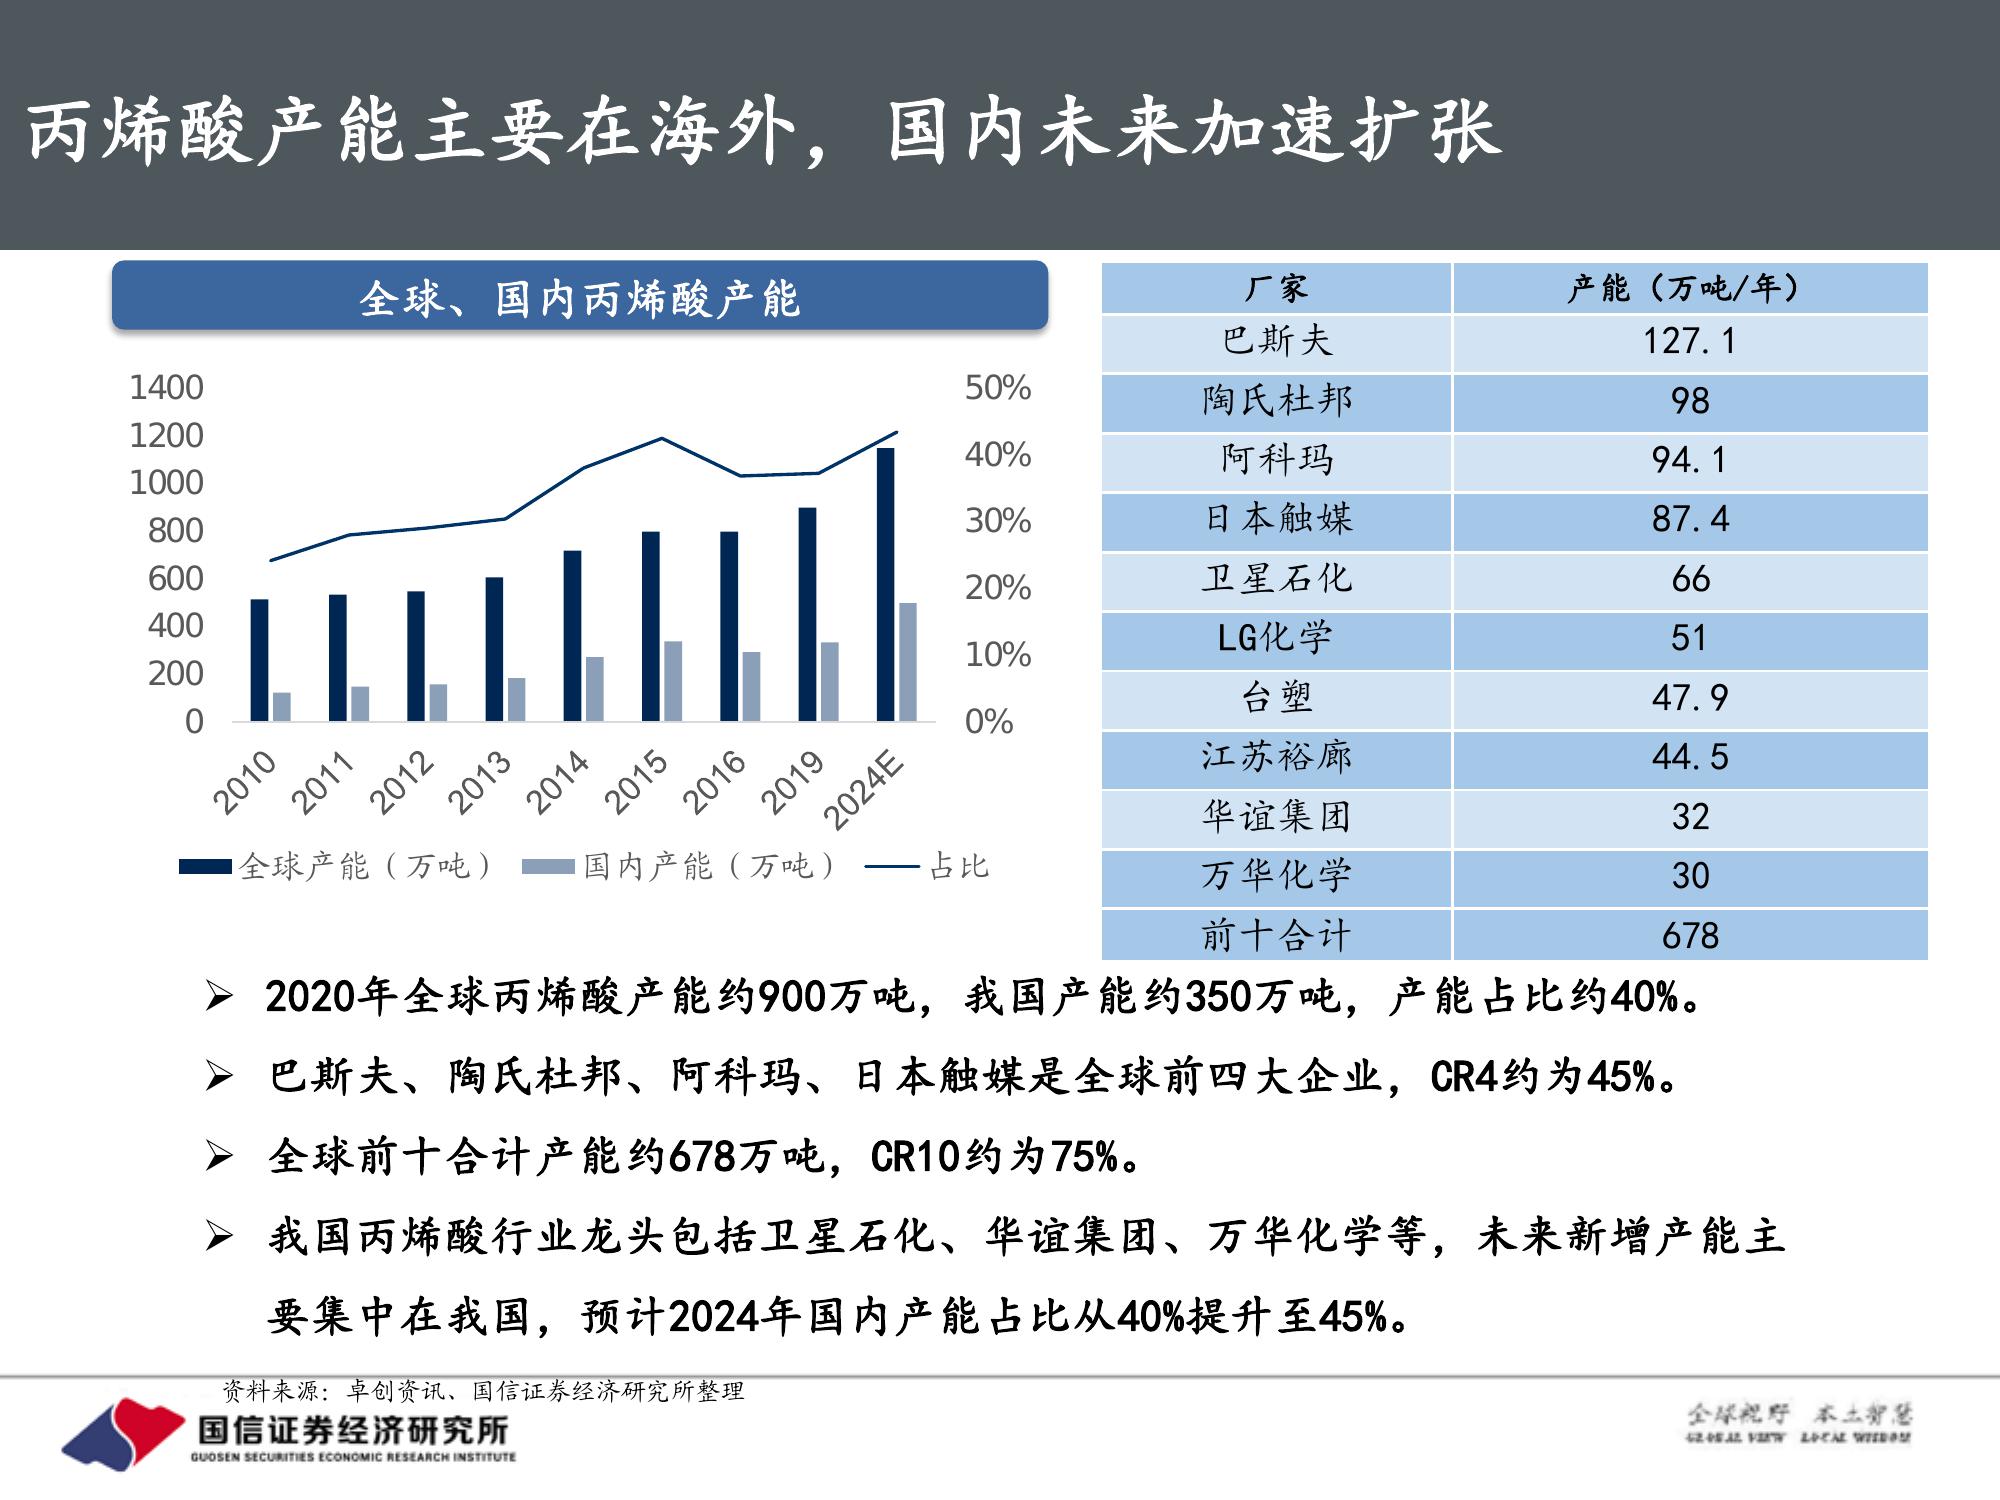 丙烯酸产能主要在海外，国内未来加速扩张
全球、国内丙烯酸产能
1400
1200
1000
800
600
400
200
0
50%
40%
30%
20%
10%
0%
2010 2011 2012 2013 2014 2015 2016 2019 2024E
全球产能（万吨） 国内产能（万吨） 占比
厂家 产能（万吨/年）
巴斯夫 127.1
陶氏杜邦 98
阿科玛 94.1
日本触媒 87.4
卫星石化 66
LG化学 51
台塑 47.9
江苏裕廊 44.5
华谊集团 32
万华化学 30
前十合计 678
➢ 2020年全球丙烯酸产能约900万吨，我国产能约350万吨，产能占比约40%。
➢ 巴斯夫、陶氏杜邦、阿科玛、日本触媒是全球前四大企业，CR4约为45%。
➢ 全球前十合计产能约678万吨，CR10约为75%。
➢ 我国丙烯酸行业龙头包括卫星石化、华谊集团、万华化学等，未来新增产能主
要集中在我国，预计2024年国内产能占比从40%提升至45%。
资料来源：卓创资讯、国信证券经济研究所整理
国信证券经济研究所
GUOSEN SECURITIES ECONOMIC RESEARCH INSTITUTE
全球视野 本土智慧
GLOBAL VIEW LOCAL WISDOM